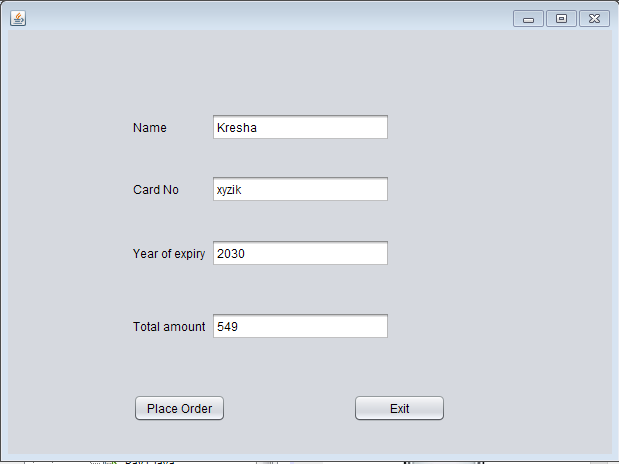 Name Kresha
Card No xyzik
Year of expiry 2030
Total amount 549
Place Order Exit